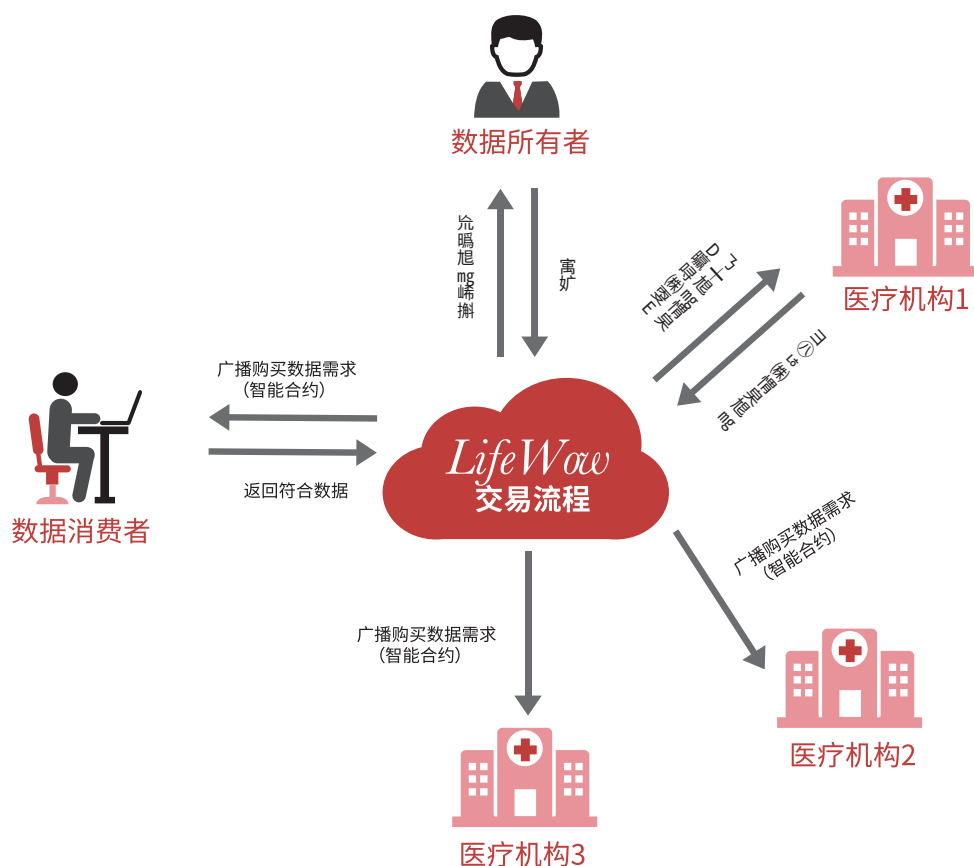 数据所有者
寓旷
医疗机构1
广播购买数据需求
（智能合约）
返回符合数据
LifeWow
交易流程
数据消费者
广播购买数据需求
（智能合约）
广播购买数据需求
（智能合约）
医疗机构2
医疗机构3